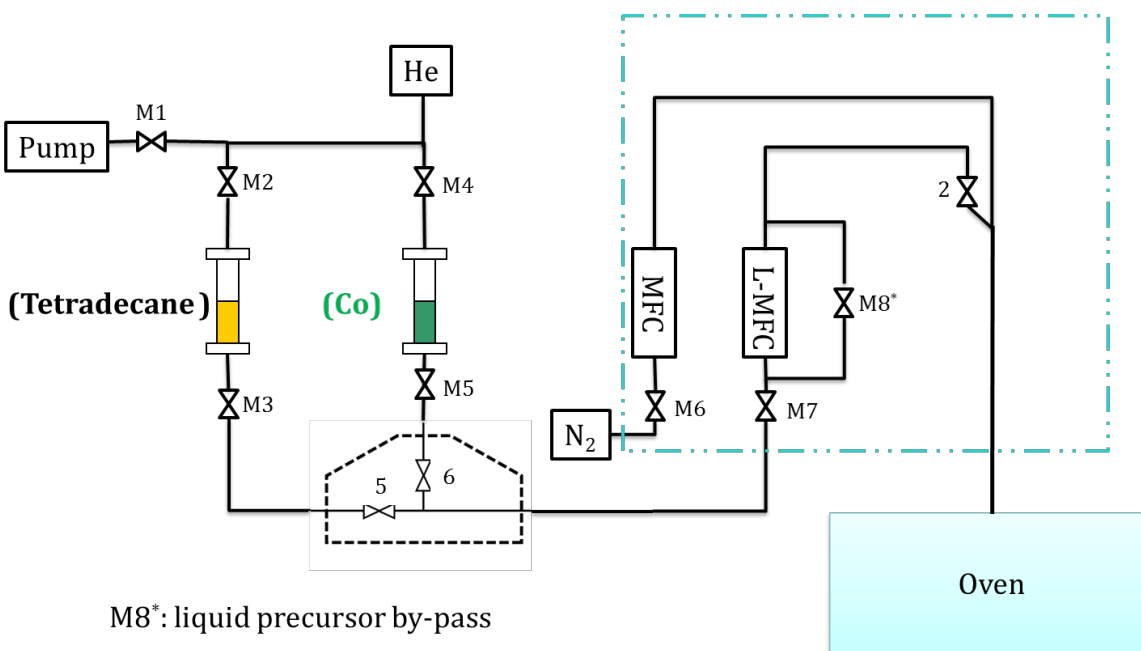 He
M1
Pump
M2
M4
2
(Tetradecane)
(Co)
MFC
L-MFC
M8*
M3
M5
M6
M7
N₂
5
6
Oven
M8*: liquid precursor by-pass